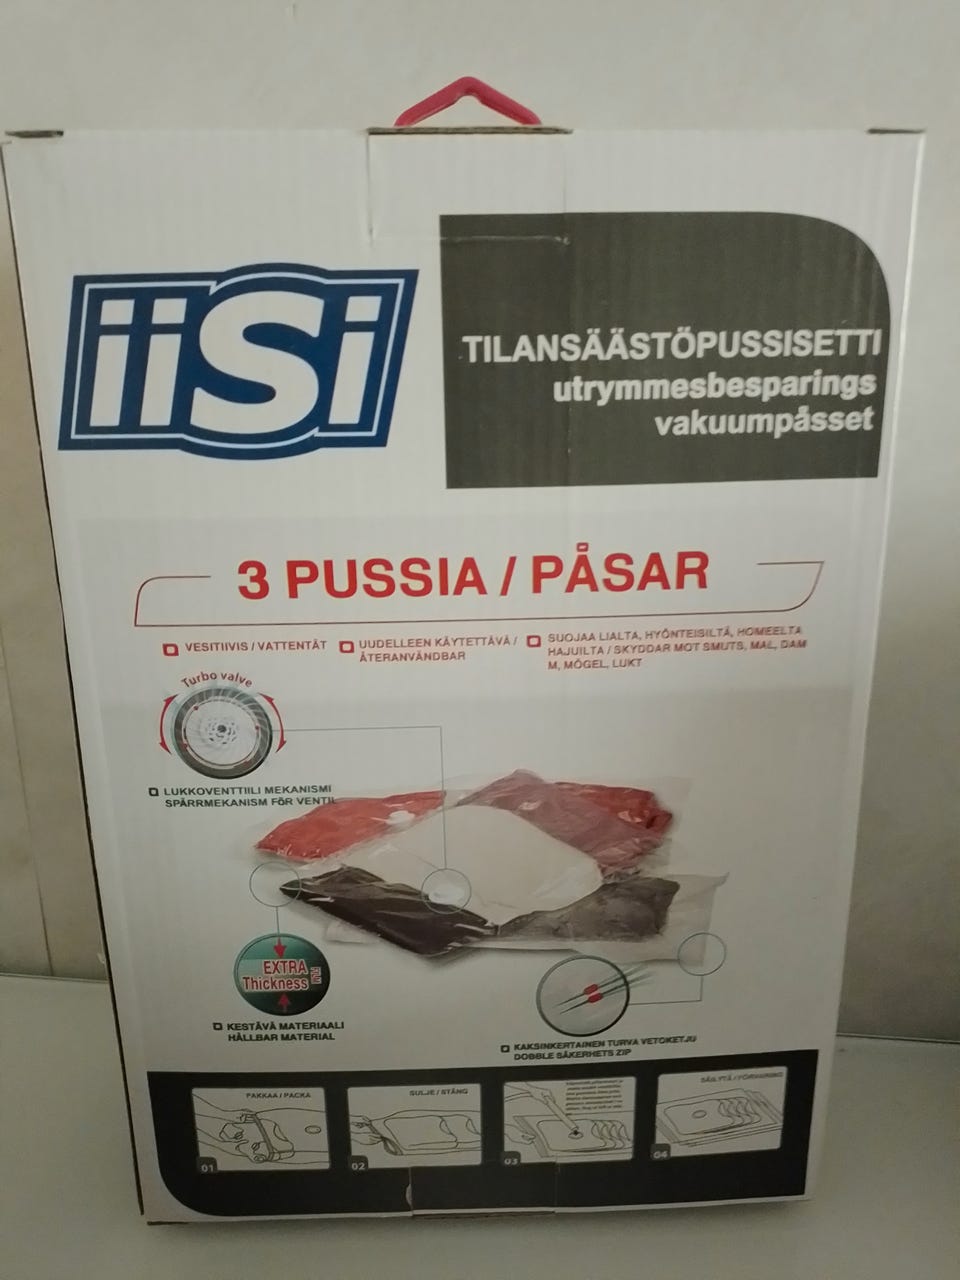 iiSi
TILANSÄÄSTÖPUSSISETTI
utrymmesbesparings
vakuumpåsset
3 PUSSIA / PÅSAR
VESITIIVIS / VATTENTÄT
UUDELLEEN KÄYTETTÄVÄ /
ÅTERANVÄNDBAR
SUOJAA LIALTA, HYÖNTEISILTÄ, HOMEELTA
HAJUILTA / SKYDDAR MOT SMUTS, MAL, DAM
M, MÖGEL, LUKT
Turbo valve
LUKKOVENTTIILI MEKANISMI
SPÄRRMEKANISM FÖR VENTIL
EXTRA
Thickness
KESTÄVÄ MATERIAALI
HÅLLBAR MATERIAL
KAKSINKERTAINEN TURVA VETOKETJU
DOBBLE SÄKERHETS ZIP
PAKKAA / PACKA
01
SULJE / STÄNG
02
03
SÄILYTÄ / FÖRVARING
04